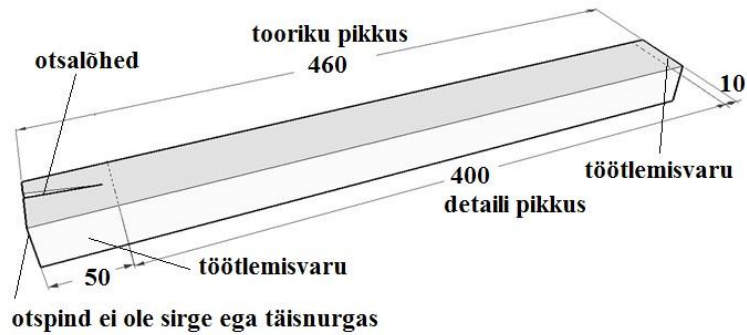 tooriku pikkus
460
otsalõhed
10
400
detaili pikkus
töötlemisvaru
50
töötlemisvaru
otspind ei ole sirge ega täisnurgas